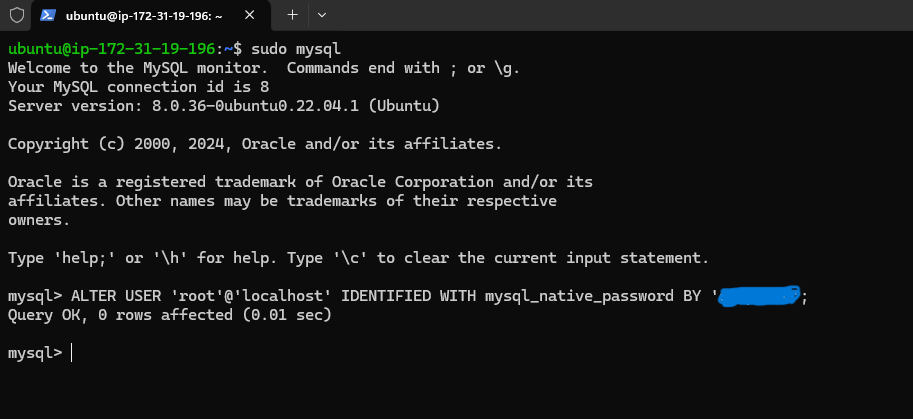 ubuntu@ip-172-31-19-196: ~
ubuntu@ip-172-31-19-196:~$ sudo mysql
Welcome to the MySQL monitor.  Commands end with ; or \g.
Your MySQL connection id is 8
Server version: 8.0.36-0ubuntu0.22.04.1 (Ubuntu)
Copyright (c) 2000, 2024, Oracle and/or its affiliates.
Oracle is a registered trademark of Oracle Corporation and/or its
affiliates. Other names may be trademarks of their respective
owners.
Type 'help;' or '\h' for help. Type '\c' to clear the current input statement.
mysql> ALTER USER 'root'@'localhost' IDENTIFIED WITH mysql_native_password BY ' ;
Query OK, 0 rows affected (0.01 sec)
mysql>